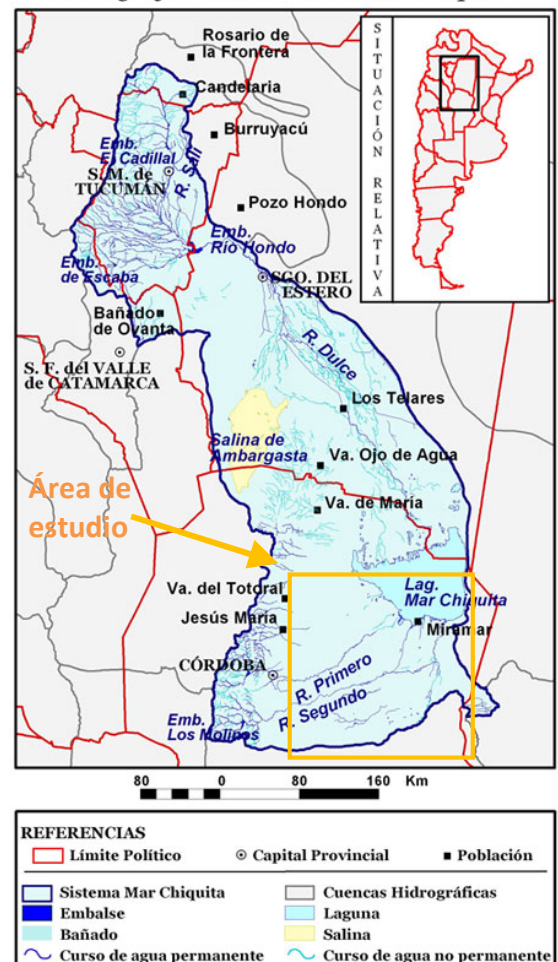 Rosario de
la Frontera
Candelaria
Emb.
El Cadillal
Burruyacú
S. M. de
TUCUMÁN
R. Sali
Pozo Hondo
Emb.
Río Hondo
Emb.
de Escaba
SGO. DEL
ESTERO
Bañado
de Ovanta
R. Dulce
S. F. del VALLE
de CATAMARCA
Los Telares
Salina de
Ambargasta
Va. Ojo de Agua
Área de
estudio
Va. de María
Va. del Totdral
Lag.
Mar Chiquita
Jesús María
Miramar
CÓRDOBA
R. Primero
R. Segundo
Emb.
Los Molinos
SITUACIÓN RELATIVA
80 0 80 160 Km
REFERENCIAS
Límite Político
Capital Provincial
Población
Sistema Mar Chiquita
Cuencas Hidrográficas
Embalse
Laguna
Bañado
Salina
Curso de agua permanente
Curso de agua no permanente